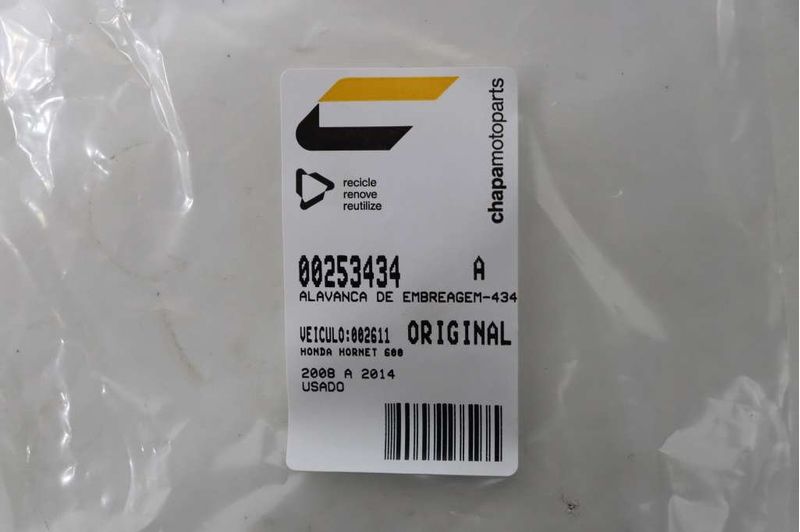 chapamotoparts
recicle
renove
reutilize
00253434 A
ALAVANCA DE EMBREAGEM-434
VEICULO:002611 ORIGINAL
HONDA HORNET 600
2008 A 2014
USADO